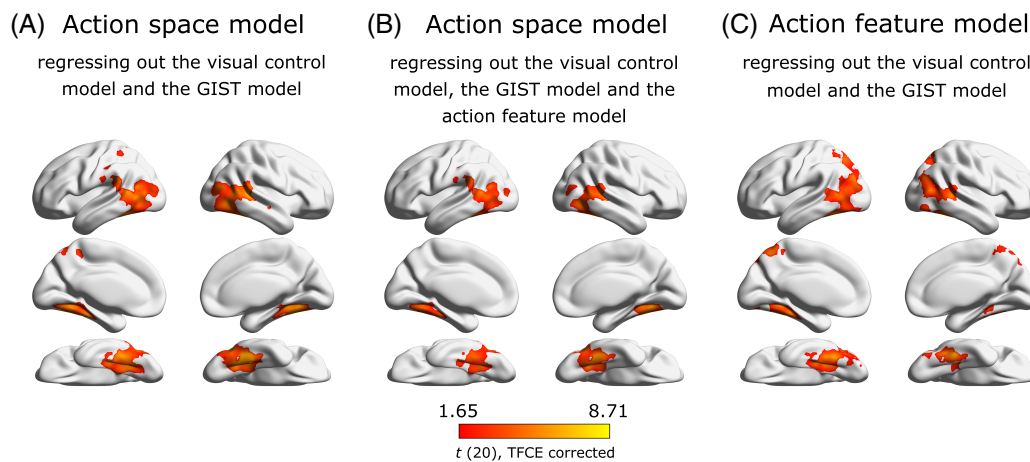 (A) Action space model
regressing out the visual control
model and the GIST model
(B) Action space model
regressing out the visual control
model, the GIST model and the
action feature model
(C) Action feature model
regressing out the visual control
model and the GIST model
1.65 8.71
t (20), TFCE corrected